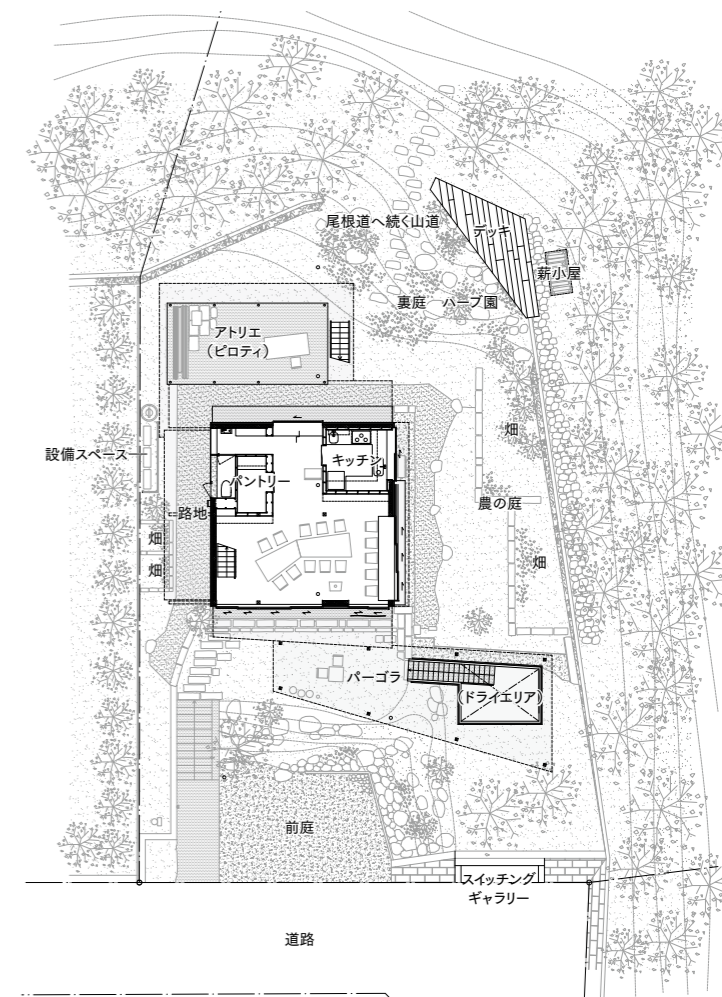 尾根道へ続く山道
デッキ
薪小屋
裏庭　ハーブ園
アトリエ
（ピロティ）
畑
設備スペース
キッチン
パントリー
路地
農の庭
畑
畑
畑
パーゴラ
（ドライエリア）
前庭
スイッチング
ギャラリー
道路